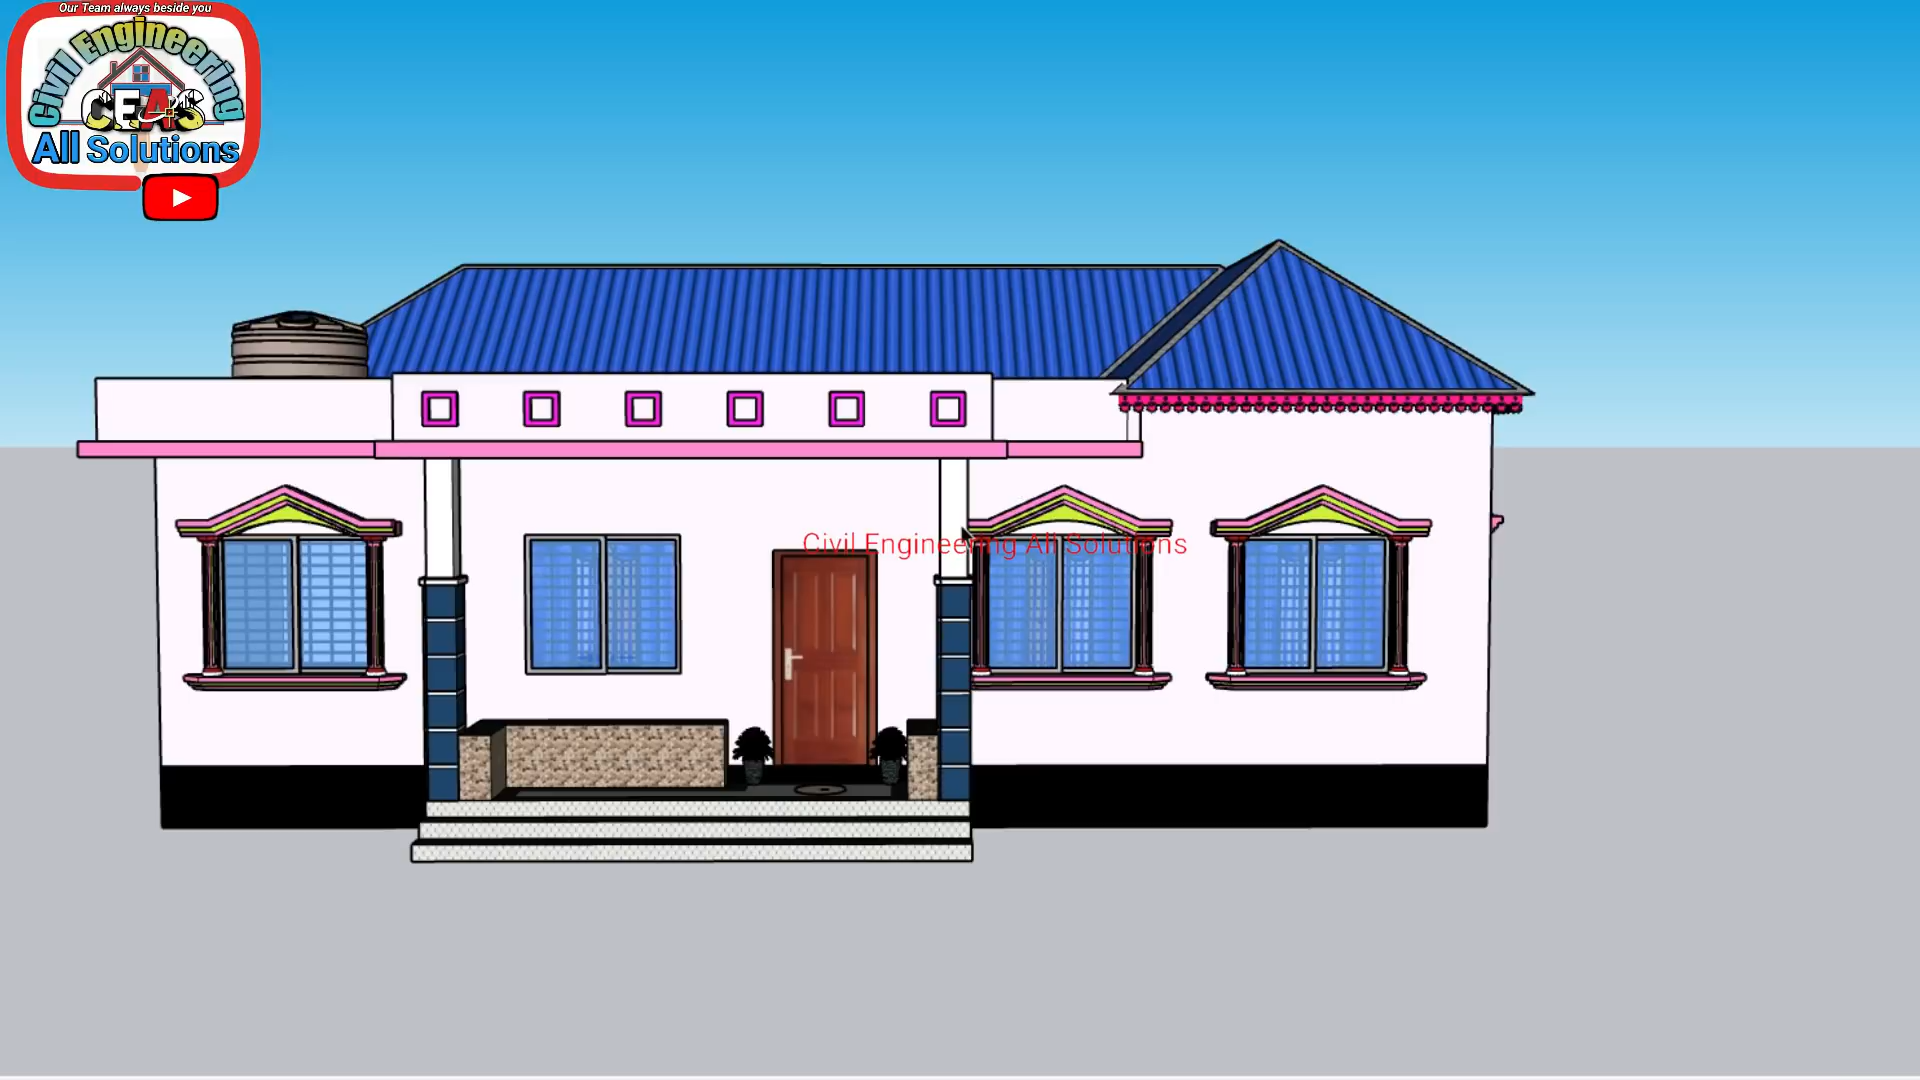 Our Team always beside you
Civil Engineering
CEAS
All Solutions
Civil Engineering All Solutions